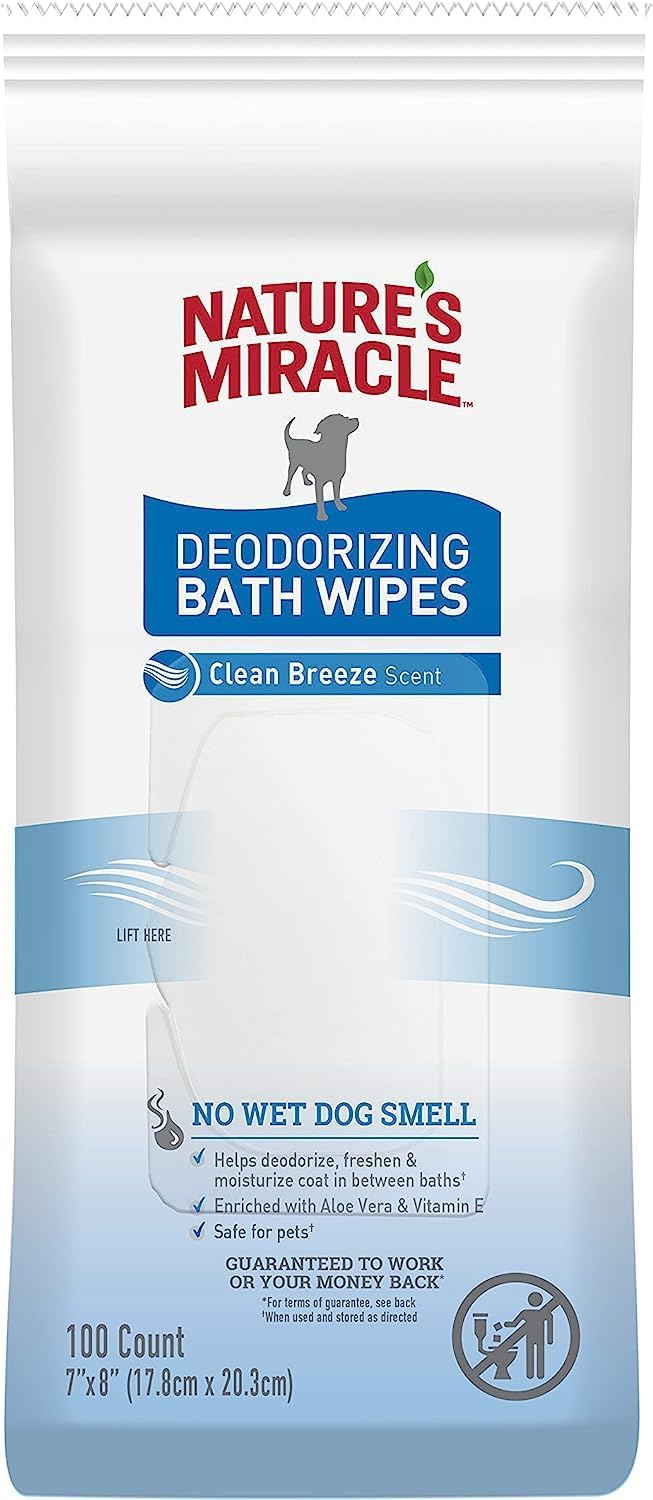 NATURE'S
MIRACLE™
DEODORIZING
BATH WIPES
Clean Breeze Scent
LIFT HERE
NO WET DOG SMELL
✓ Helps deodorize, freshen &
moisturize coat in between baths†
✓ Enriched with Aloe Vera & Vitamin E
✓ Safe for pets†
GUARANTEED TO WORK
OR YOUR MONEY BACK*
*For terms of guarantee, see back
†When used and stored as directed
100 Count
7"x8" (17.8cm x 20.3cm)